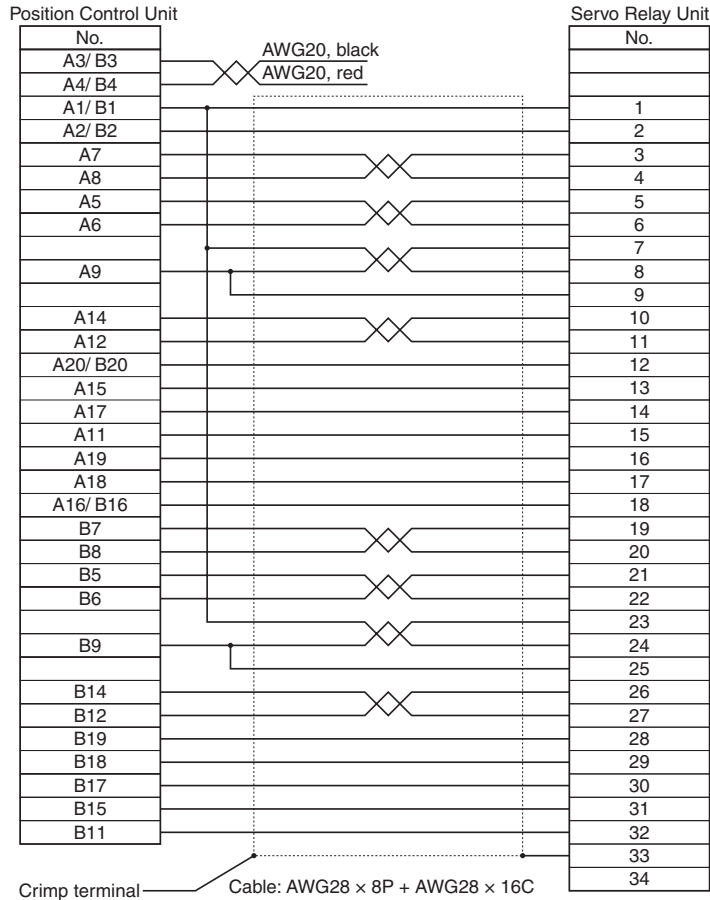 Position Control Unit Servo Relay Unit
No. No.
A3/ B3 AWG20, black
A4/ B4 AWG20, red
A1/ B1 1
A2/ B2 2
A7 3
A8 4
A5 5
A6 6
7
A9 8
9
A14 10
A12 11
A20/ B20 12
A15 13
A17 14
A11 15
A19 16
A18 17
A16/ B16 18
B7 19
B8 20
B5 21
B6 22
23
B9 24
25
B14 26
B12 27
B19 28
B18 29
B17 30
B15 31
B11 32
33
34
Crimp terminal Cable: AWG28 × 8P + AWG28 × 16C